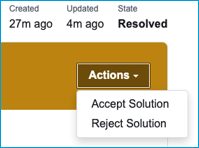 Created Updated State
27m ago 4m ago Resolved
Actions
Accept Solution
Reject Solution